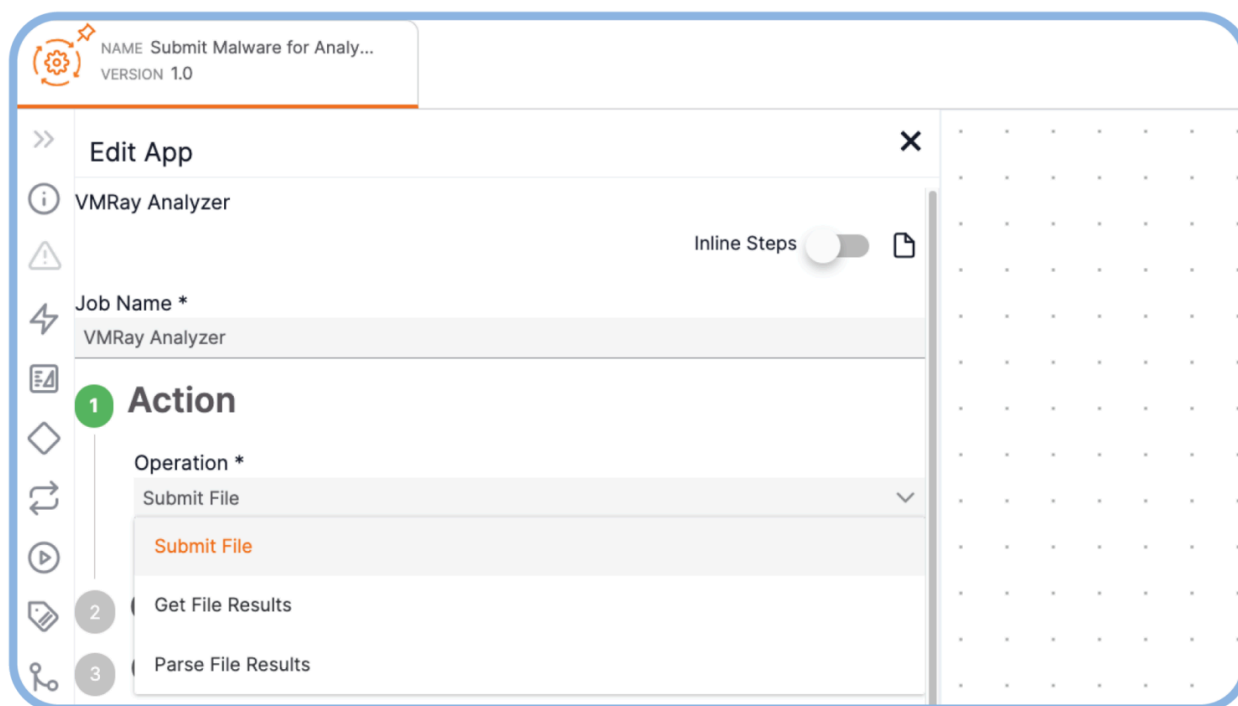 NAME Submit Malware for Analy...
VERSION 1.0
Edit App
VMRay Analyzer
Inline Steps
Job Name *
VMRay Analyzer
1 Action
Operation *
Submit File
Submit File
Get File Results
2
Parse File Results
3